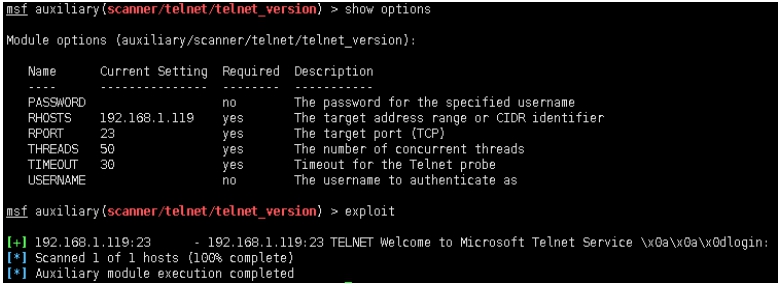 msf auxiliary(scanner/telnet/telnet_version) > show options
Module options (auxiliary/scanner/telnet/telnet_version):
Name Current Setting Required Description
---- --------------- -------- -----------
PASSWORD no The password for the specified username
RHOSTS 192.168.1.119 yes The target address range or CIDR identifier
RPORT 23 yes The target port (TCP)
THREADS 50 yes The number of concurrent threads
TIMEOUT 30 yes Timeout for the Telnet probe
USERNAME no The username to authenticate as
msf auxiliary(scanner/telnet/telnet_version) > exploit
[+] 192.168.1.119:23 - 192.168.1.119:23 TELNET Welcome to Microsoft Telnet Service \x0a\x0a\x0dlogin:
[*] Scanned 1 of 1 hosts (100% complete)
[*] Auxiliary module execution completed